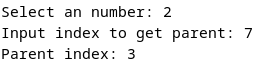 Select an number: 2
Input index to get parent: 7
Parent index: 3